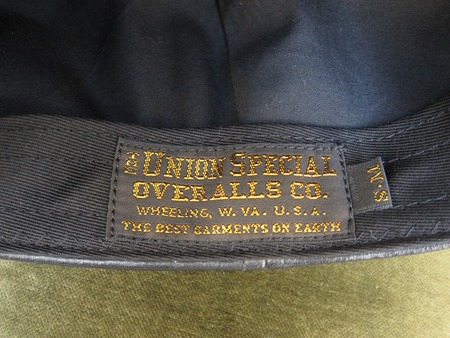 THE UNION SPECIAL
OVERALLS CO.
WHEELING, W. VA. U.S.A.
THE BEST GARMENTS ON EARTH
S-M